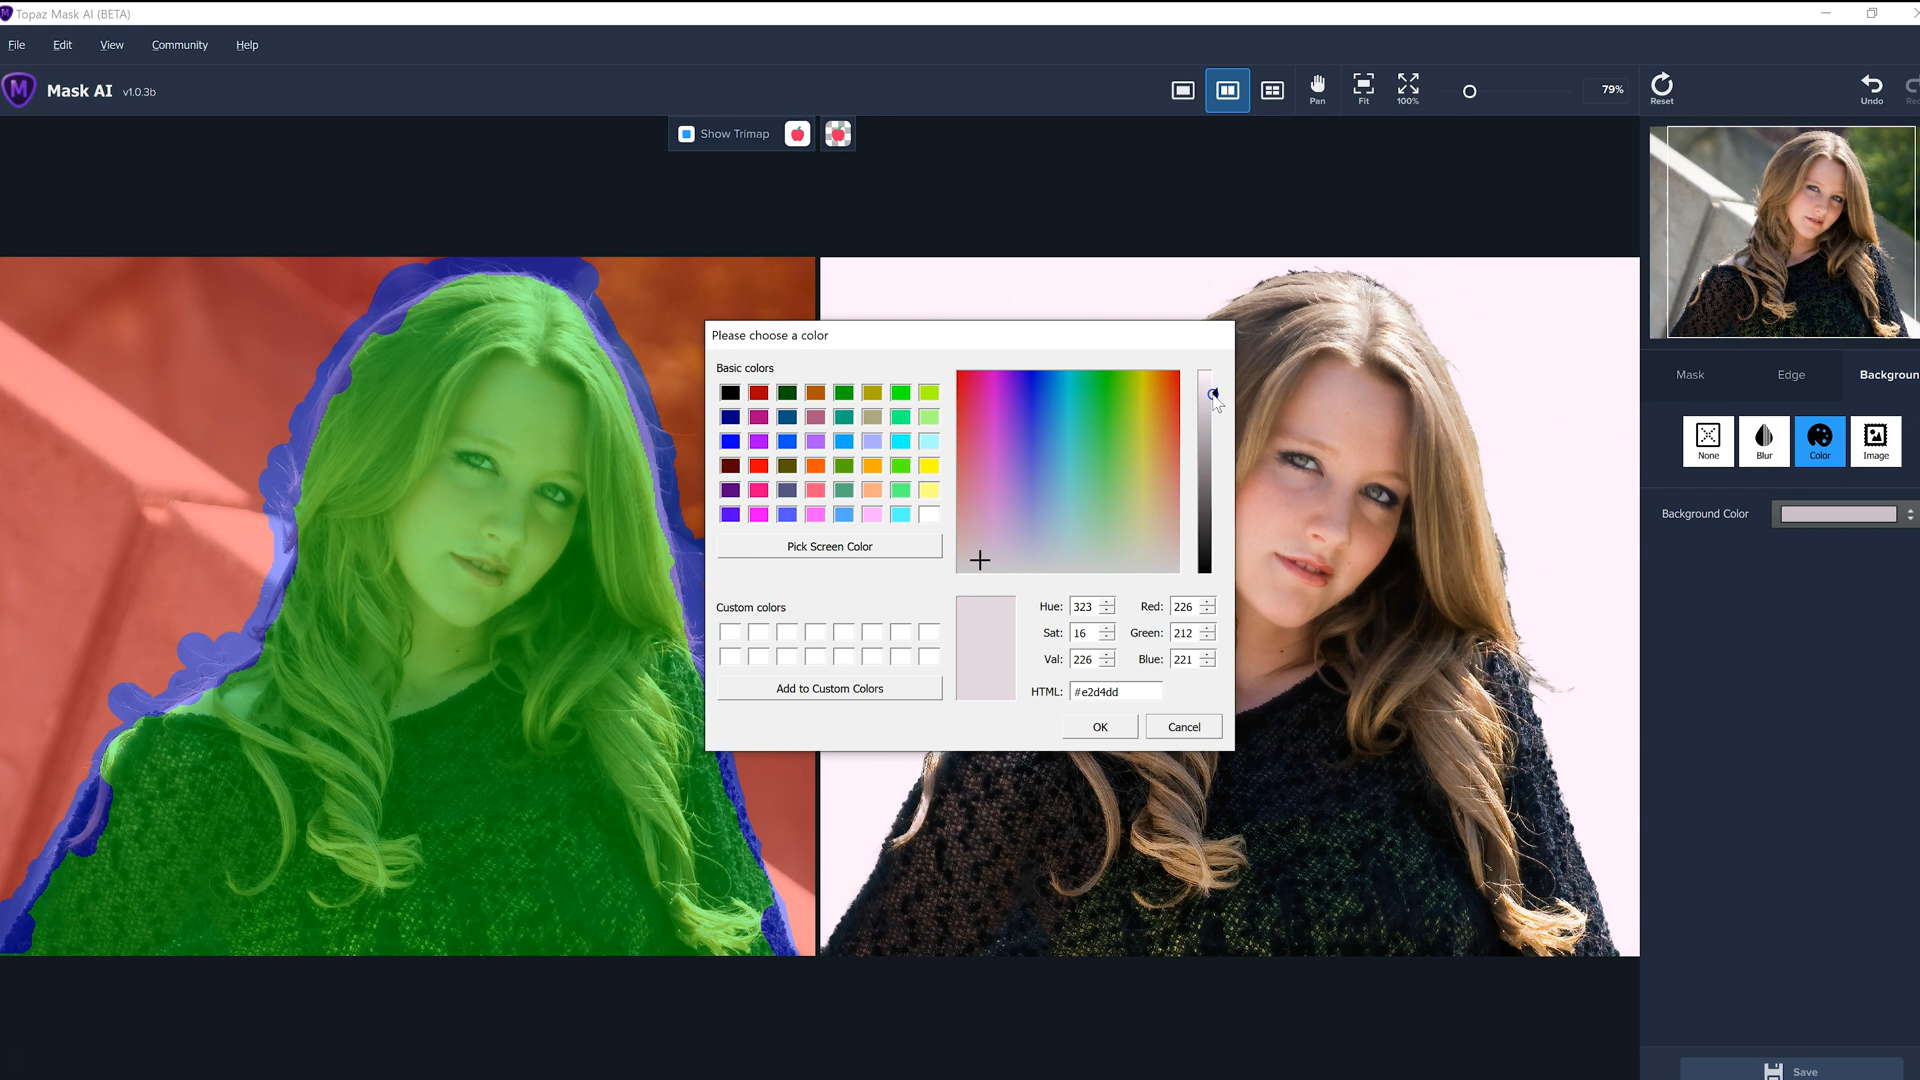 Topaz Mask AI (BETA)
File Edit View Community Help
Mask AI v1.0.3b
Pan Fit 100% 79% Reset Undo
Show Trimap
Please choose a color
Basic colors
Pick Screen Color
Custom colors
Add to Custom Colors
Hue: 323 Red: 226
Sat: 16 Green: 212
Val: 226 Blue: 221
HTML: #e2d4dd
OK Cancel
Mask Edge Backgroun
None Blur Color Image
Background Color
Save